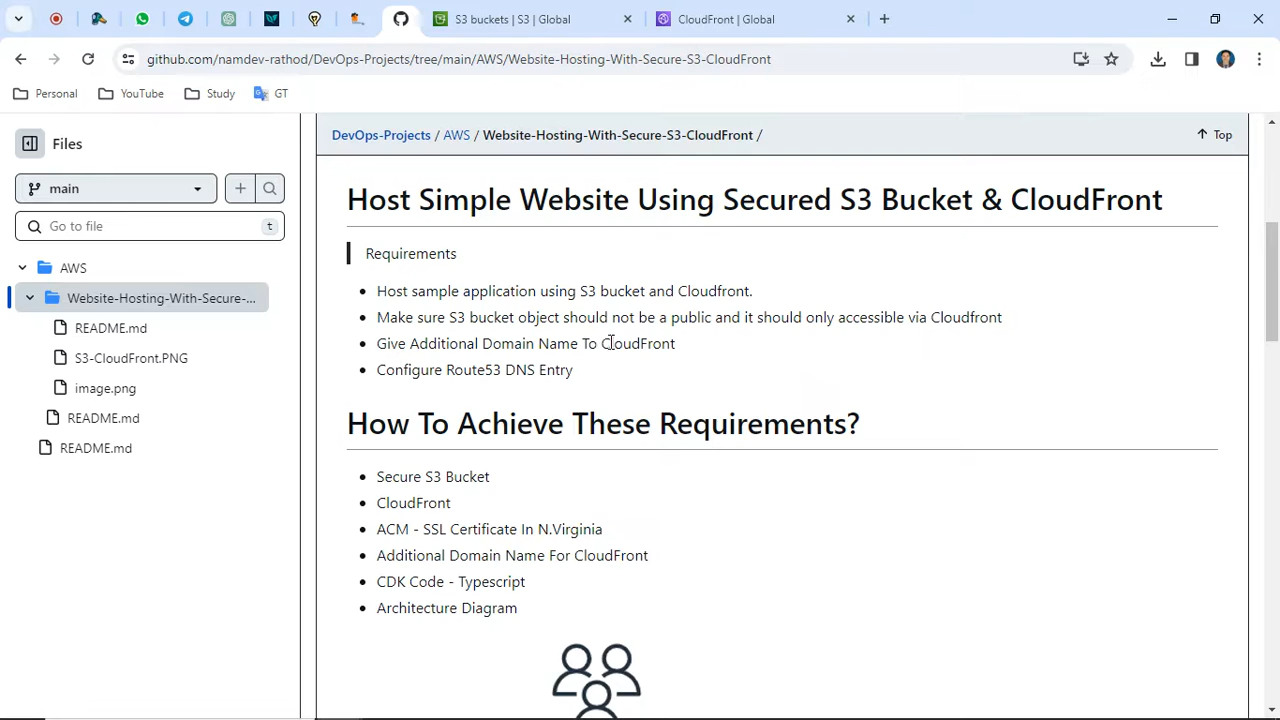 S3 buckets | S3 | Global
CloudFront | Global
github.com/namdev-rathod/DevOps-Projects/tree/main/AWS/Website-Hosting-With-Secure-S3-CloudFront
Personal
YouTube
Study
GT
Files
main
Go to file
t
AWS
Website-Hosting-With-Secure-...
README.md
S3-CloudFront.PNG
image.png
README.md
README.md
DevOps-Projects / AWS / Website-Hosting-With-Secure-S3-CloudFront /
Top
Host Simple Website Using Secured S3 Bucket & CloudFront
Requirements
Host sample application using S3 bucket and Cloudfront.
Make sure S3 bucket object should not be a public and it should only accessible via Cloudfront
Give Additional Domain Name To CloudFront
Configure Route53 DNS Entry
How To Achieve These Requirements?
Secure S3 Bucket
CloudFront
ACM - SSL Certificate In N.Virginia
Additional Domain Name For CloudFront
CDK Code - Typescript
Architecture Diagram